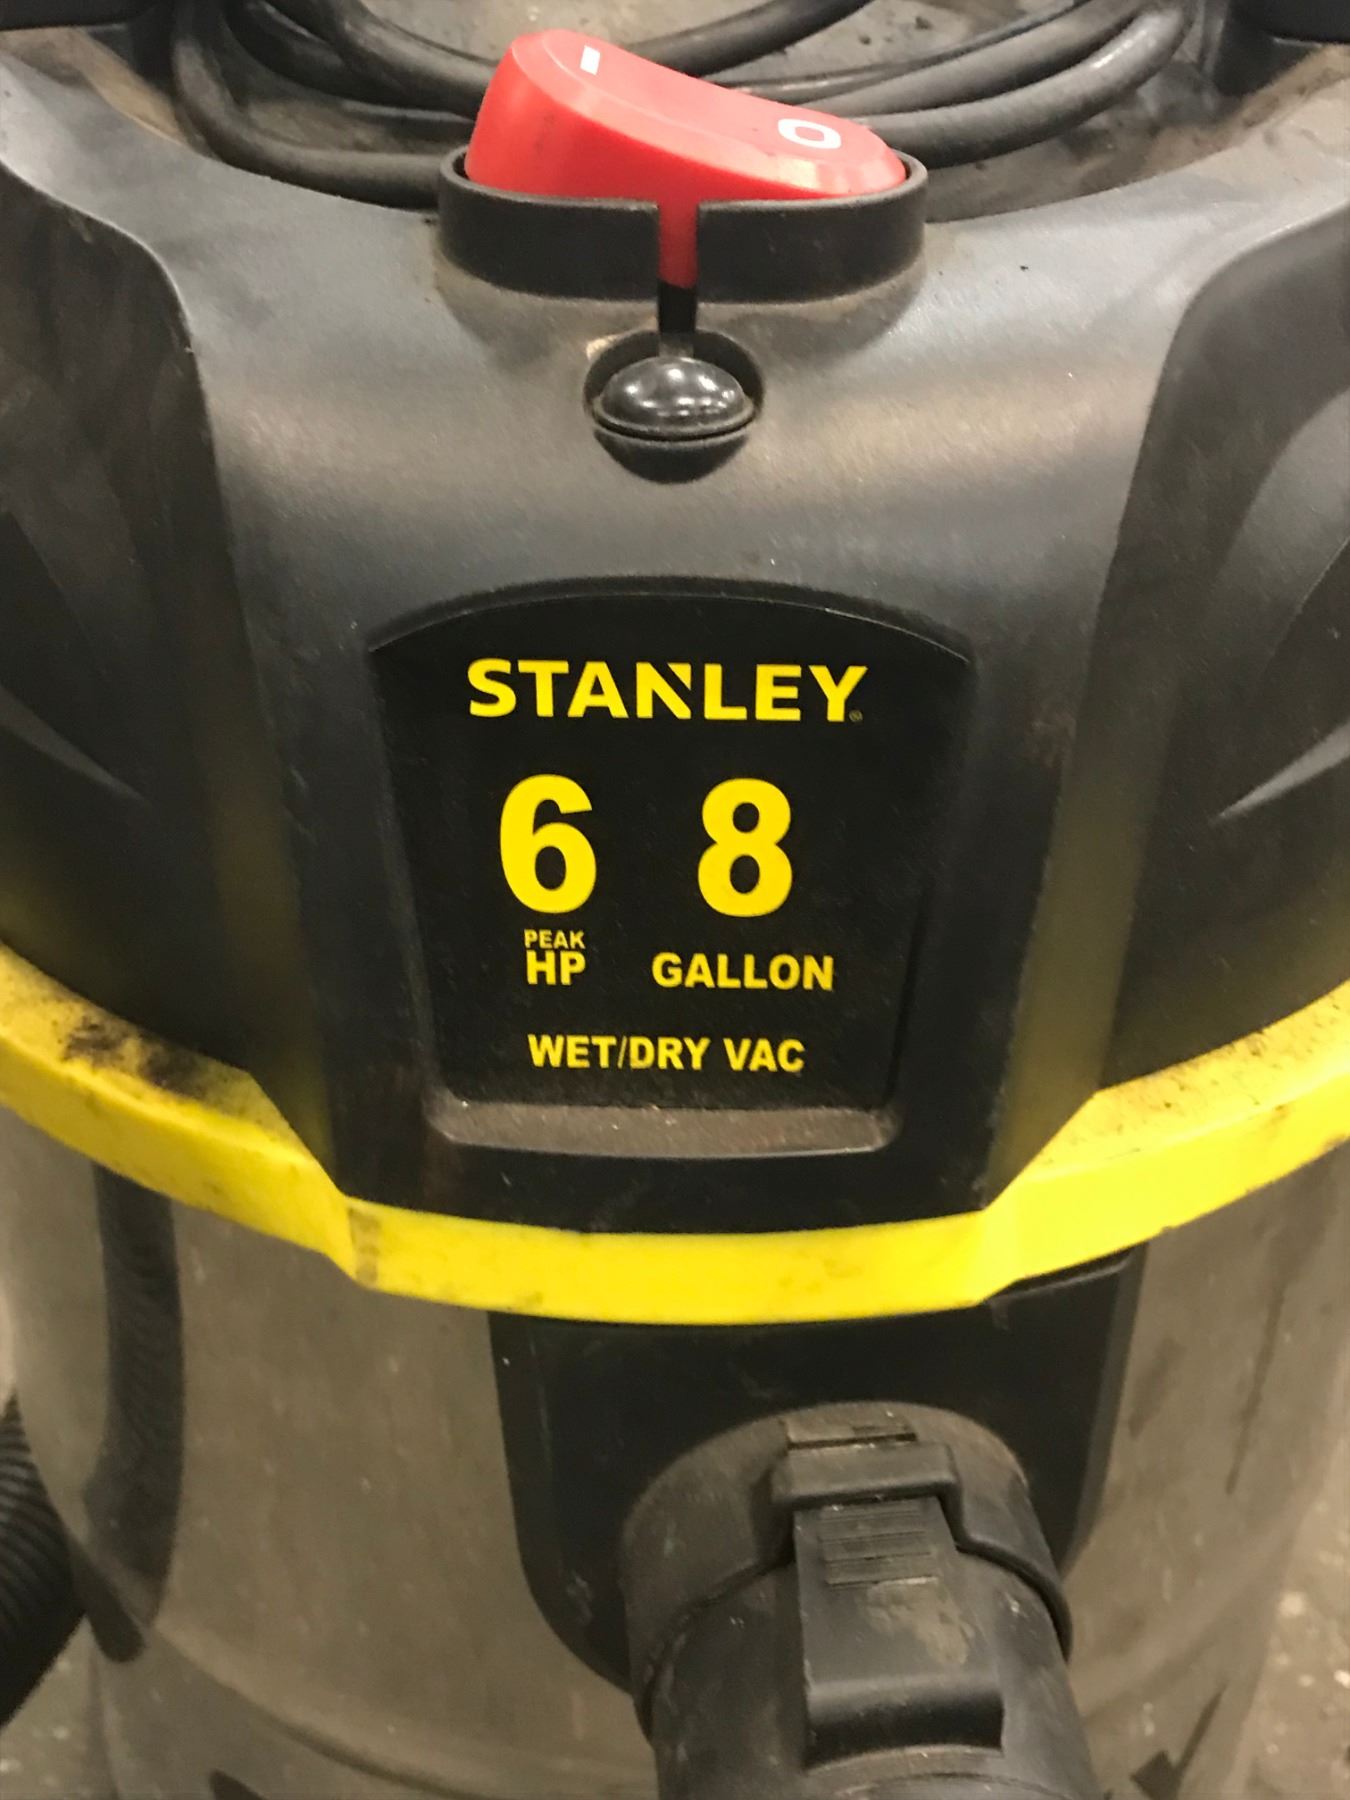 I O
STANLEY®
6 8
PEAK
HP GALLON
WET/DRY VAC